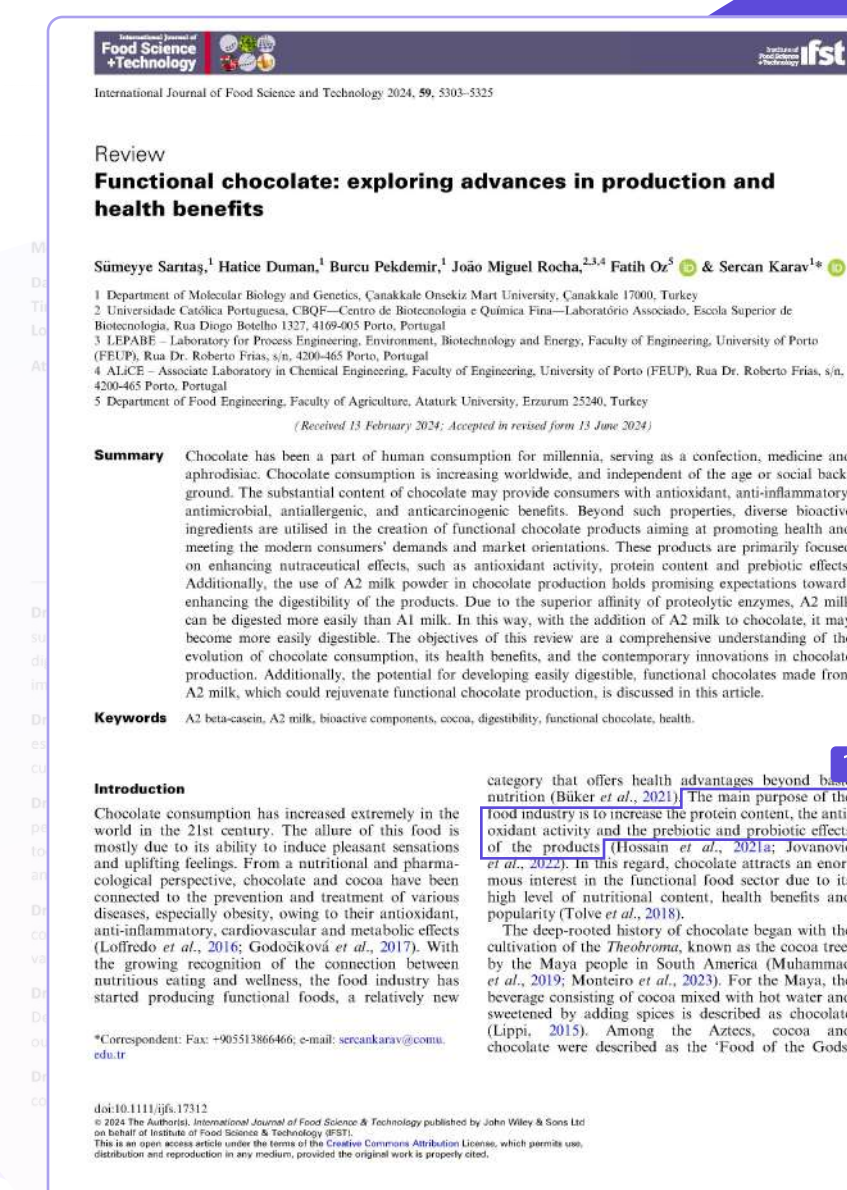 International Journal of
Food Science
+Technology
Institute of
Food Science
+Technology
ifst
International Journal of Food Science and Technology 2024, 59, 5303–5325
Review
Functional chocolate: exploring advances in production and
health benefits
Sümeyye Sarıtaş,1 Hatice Duman,1 Burcu Pekdemir,1 João Miguel Rocha,2,3,4 Fatih Oz5 iD & Sercan Karav1* iD
1 Department of Molecular Biology and Genetics, Çanakkale Onsekiz Mart University, Çanakkale 17000, Turkey
2 Universidade Católica Portuguesa, CBQF—Centro de Biotecnologia e Química Fina—Laboratório Associado, Escola Superior de
Biotecnologia, Rua Diogo Botelho 1327, 4169-005 Porto, Portugal
3 LEPABE – Laboratory for Process Engineering, Environment, Biotechnology and Energy, Faculty of Engineering, University of Porto
(FEUP), Rua Dr. Roberto Frias, s/n, 4200-465 Porto, Portugal
4 ALiCE – Associate Laboratory in Chemical Engineering, Faculty of Engineering, University of Porto (FEUP), Rua Dr. Roberto Frias, s/n,
4200-465 Porto, Portugal
5 Department of Food Engineering, Faculty of Agriculture, Ataturk University, Erzurum 25240, Turkey
(Received 13 February 2024; Accepted in revised form 13 June 2024)
Summary Chocolate has been a part of human consumption for millennia, serving as a confection, medicine and
aphrodisiac. Chocolate consumption is increasing worldwide, and independent of the age or social back
ground. The substantial content of chocolate may provide consumers with antioxidant, anti-inflammatory
antimicrobial, antiallergenic, and anticarcinogenic benefits. Beyond such properties, diverse bioactive
ingredients are utilised in the creation of functional chocolate products aiming at promoting health and
meeting the modern consumers' demands and market orientations. These products are primarily focused
on enhancing nutraceutical effects, such as antioxidant activity, protein content and prebiotic effects
Additionally, the use of A2 milk powder in chocolate production holds promising expectations toward
enhancing the digestibility of the products. Due to the superior affinity of proteolytic enzymes, A2 milk
can be digested more easily than A1 milk. In this way, with the addition of A2 milk to chocolate, it may
become more easily digestible. The objectives of this review are a comprehensive understanding of the
evolution of chocolate consumption, its health benefits, and the contemporary innovations in chocolate
production. Additionally, the potential for developing easily digestible, functional chocolates made from
A2 milk, which could rejuvenate functional chocolate production, is discussed in this article.
Keywords A2 beta-casein, A2 milk, bioactive components, cocoa, digestibility, functional chocolate, health.
Introduction
Chocolate consumption has increased extremely in the
world in the 21st century. The allure of this food is
mostly due to its ability to induce pleasant sensations
and uplifting feelings. From a nutritional and pharma-
cological perspective, chocolate and cocoa have been
connected to the prevention and treatment of various
diseases, especially obesity, owing to their antioxidant,
anti-inflammatory, cardiovascular and metabolic effects
(Loffredo et al., 2016; Godočiková et al., 2017). With
the growing recognition of the connection between
nutritious eating and wellness, the food industry has
started producing functional foods, a relatively new
*Correspondent: Fax: +905513866466; e-mail: sercankarav@comu.
edu.tr
category that offers health advantages beyond basic
nutrition (Büker et al., 2021). The main purpose of the
food industry is to increase the protein content, the anti
oxidant activity and the prebiotic and probiotic effects
of the products (Hossain et al., 2021a; Jovanovic
et al., 2022). In this regard, chocolate attracts an enor
mous interest in the functional food sector due to its
high level of nutritional content, health benefits and
popularity (Tolve et al., 2018).
The deep-rooted history of chocolate began with the
cultivation of the Theobroma, known as the cocoa tree
by the Maya people in South America (Muhammad
et al., 2019; Monteiro et al., 2023). For the Maya, the
beverage consisting of cocoa mixed with hot water and
sweetened by adding spices is described as chocolate
(Lippi, 2015). Among the Aztecs, cocoa and
chocolate were described as the 'Food of the Gods
doi:10.1111/ijfs.17312
© 2024 The Author(s). International Journal of Food Science & Technology published by John Wiley & Sons Ltd
on behalf of Institute of Food Science & Technology (IFST).
This is an open access article under the terms of the Creative Commons Attribution License, which permits use,
distribution and reproduction in any medium, provided the original work is properly cited.